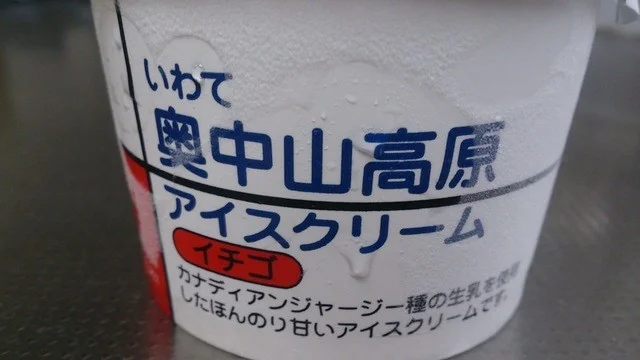 いわて
奥中山高原
アイスクリーム
イチゴ
カナディアンジャージー種の生乳を使用
したほんのり甘いアイスクリームです。